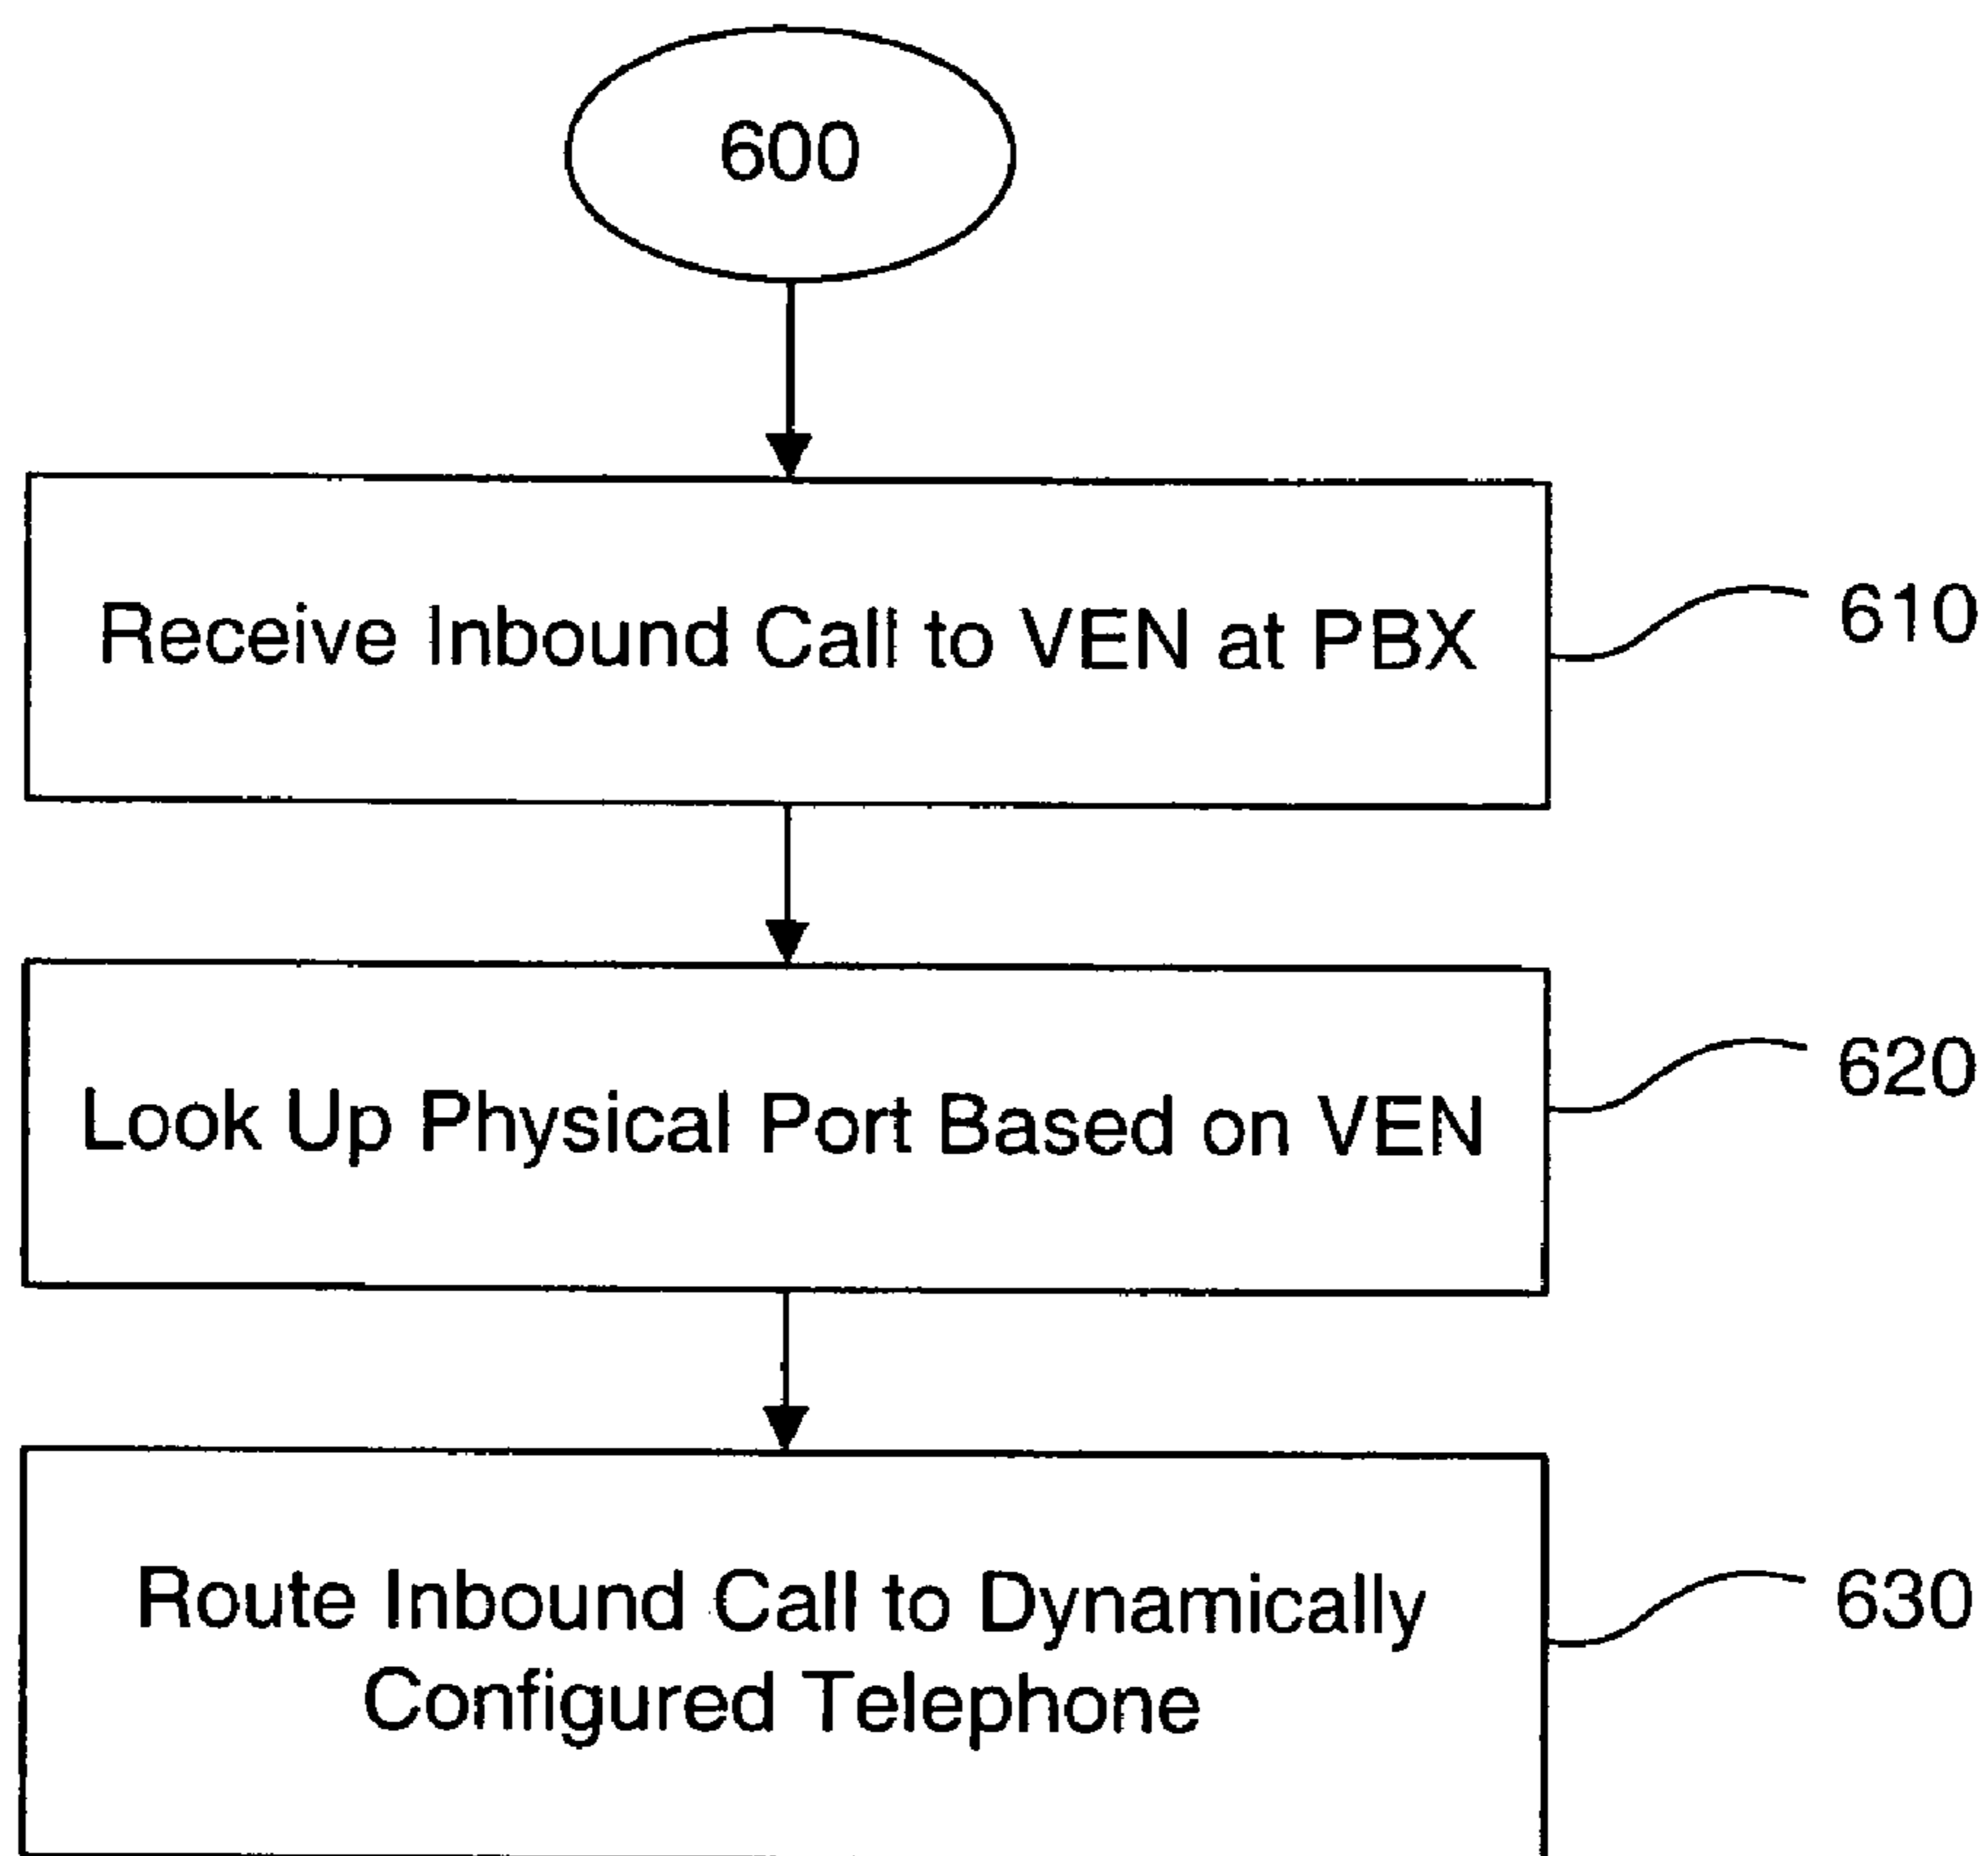 600
Receive Inbound Call to VEN at PBX
610
Look Up Physical Port Based on VEN
620
Route Inbound Call to Dynamically
Configured Telephone
630